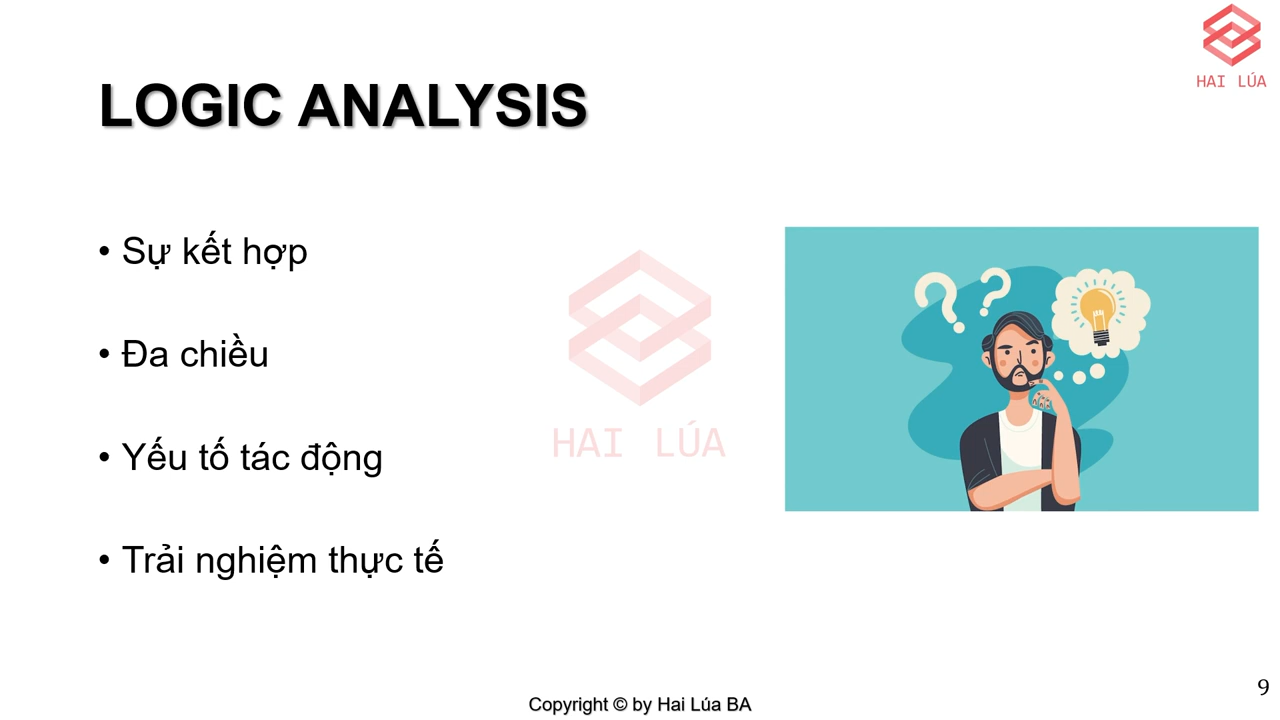 HAI LÚA
LOGIC ANALYSIS
• Sự kết hợp
• Đa chiều
• Yếu tố tác động
• Trải nghiệm thực tế
HAI LÚA
Copyright © by Hai Lúa BA
9